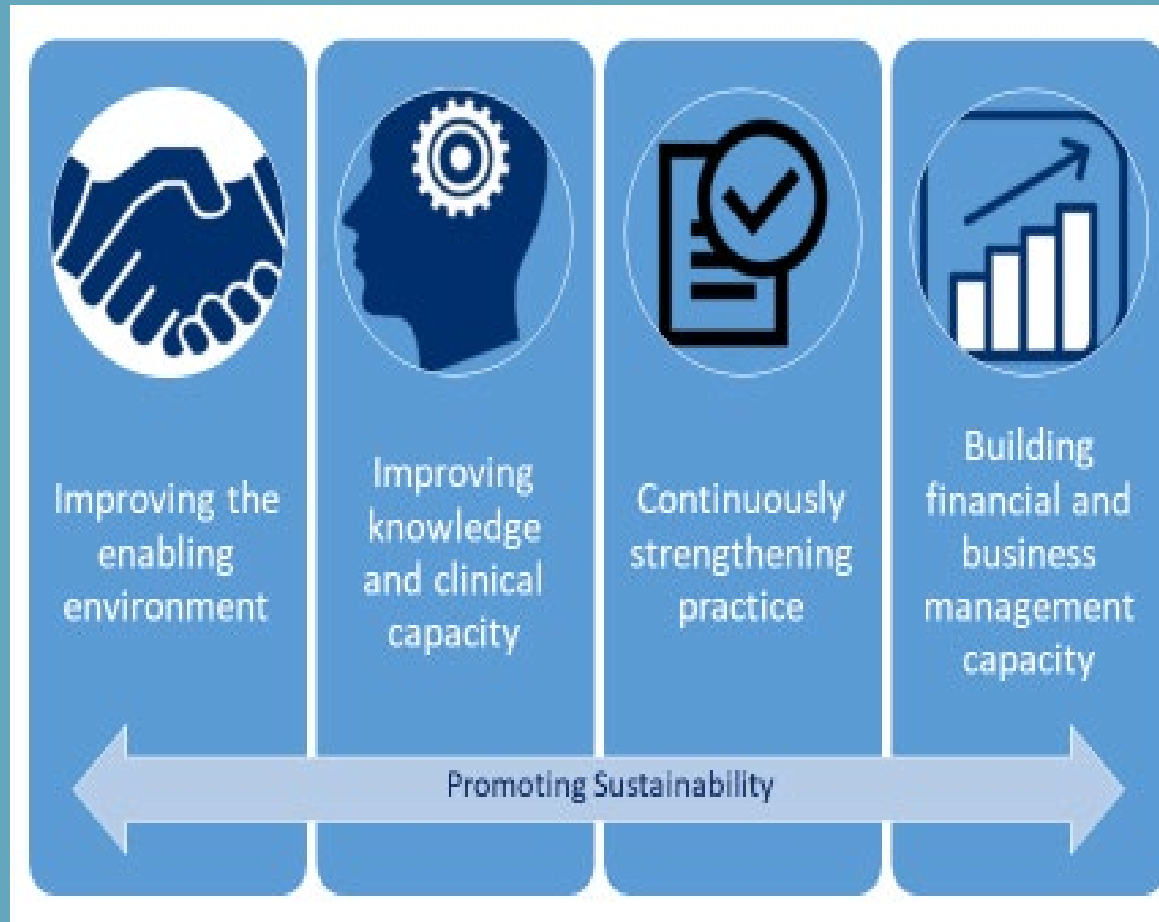 Improving the
enabling
environment
Improving
knowledge
and clinical
capacity
Continuously
strengthening
practice
Building
financial and
business
management
capacity
Promoting Sustainability